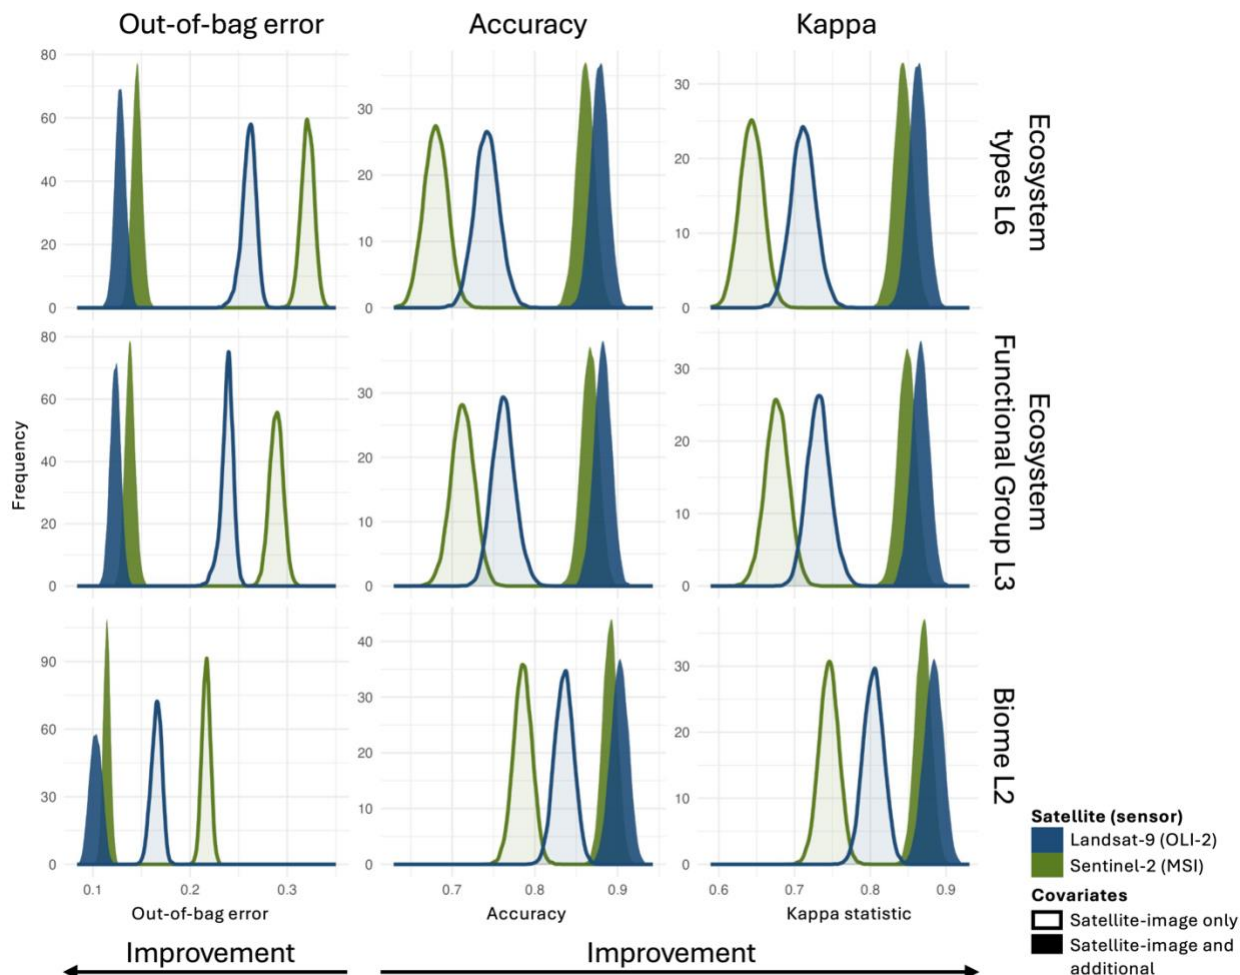 Out-of-bag error
Accuracy
Kappa
80
60
40
20
0
30
20
10
0
30
20
10
0
Ecosystem
types L6
80
60
40
20
0
30
20
10
0
30
20
10
0
Ecosystem
Functional Group L3
Frequency
90
60
30
0
40
30
20
10
0
30
20
10
0
Biome L2
0.1
0.2
0.3
0.7
0.8
0.9
0.6
0.7
0.8
0.9
Out-of-bag error
Accuracy
Kappa statistic
Improvement
Improvement
Satellite (sensor)
Landsat-9 (OLI-2)
Sentinel-2 (MSI)
Covariates
Satellite-image only
Satellite-image and
additional